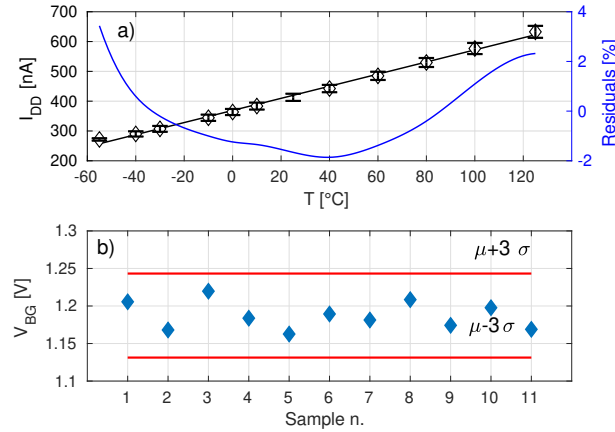 a)
700
600
500
400
300
200
I_DD [nA]
4
2
0
-2
Residuals [%]
-60 -40 -20 0 20 40 60 80 100 120
T [°C]
b)
1.3
1.25
1.2
1.15
1.1
V_BG [V]
μ+3 σ
μ-3 σ
1 2 3 4 5 6 7 8 9 10 11
Sample n.